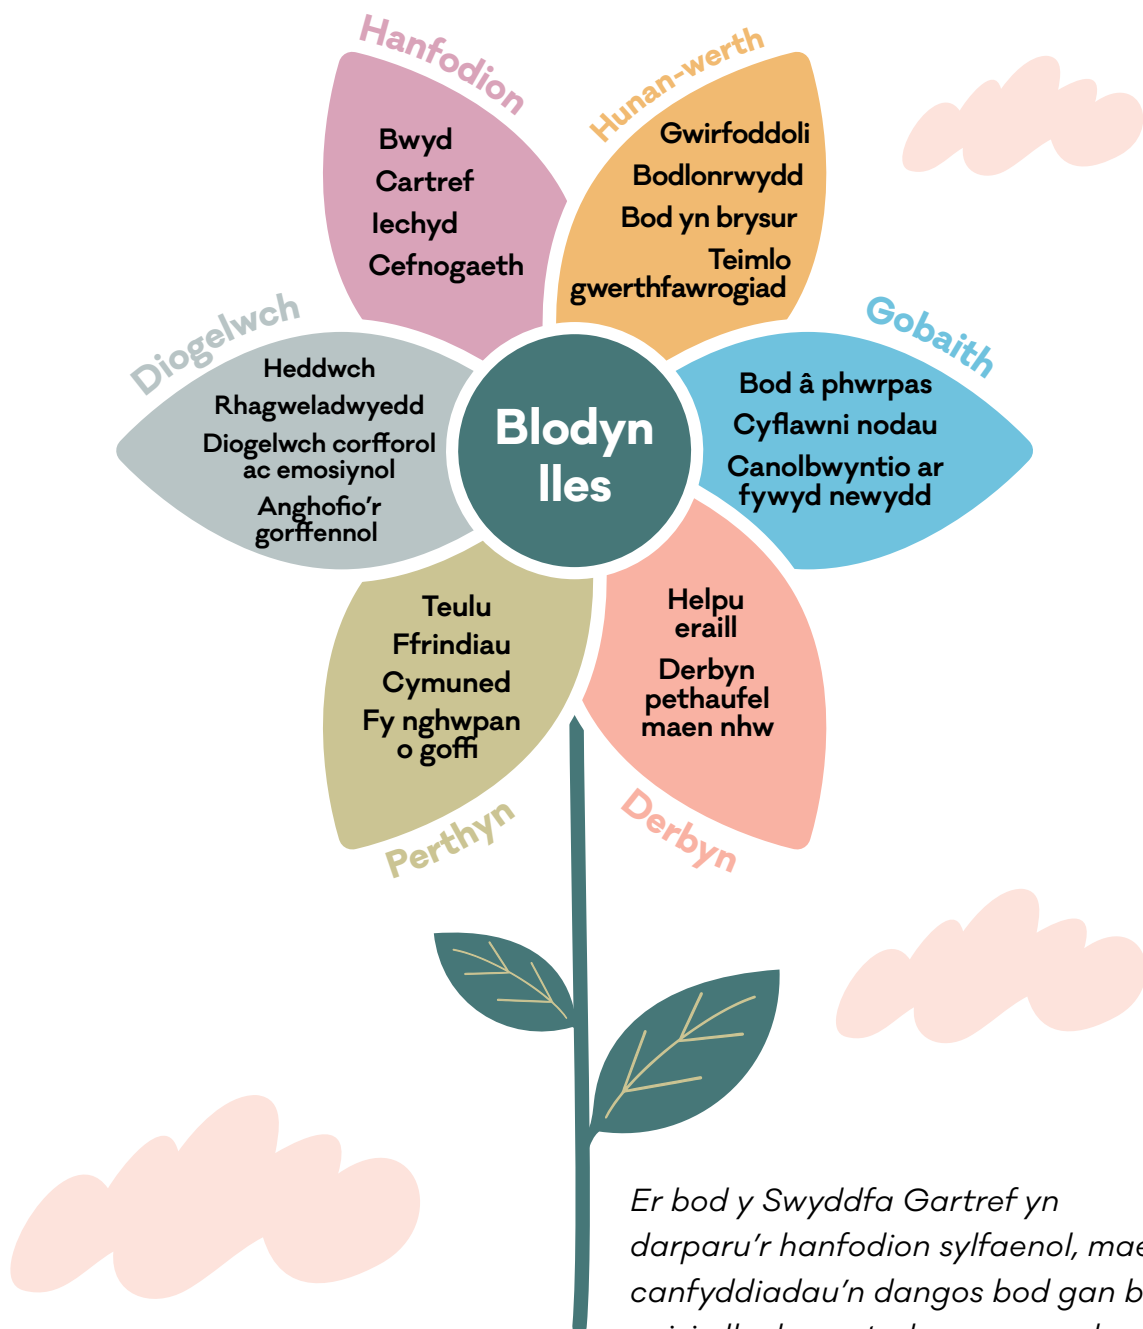 Hanfodion
Bwyd
Cartref
Iechyd
Cefnogaeth
Hunan-werth
Gwirfoddoli
Bodlonrwydd
Bod yn brysur
Teimlo
gwerthfawrogiad
Gobaith
Bod â phwrpas
Cyflawni nodau
Canolbwyntio ar
fywyd newydd
Diogelwch
Heddwch
Rhagweladwyedd
Diogelwch corfforol
ac emosiynol
Anghofio'r
gorffennol
Blodyn
lles
Teulu
Ffrindiau
Cymuned
Fy nghwpan
o goffi
Perthyn
Helpu
eraill
Derbyn
pethaufel
maen nhw
Derbyn
Er bod y Swyddfa Gartref yn
darparu'r hanfodion sylfaenol, mae
canfyddiadau'n dangos bod gan b